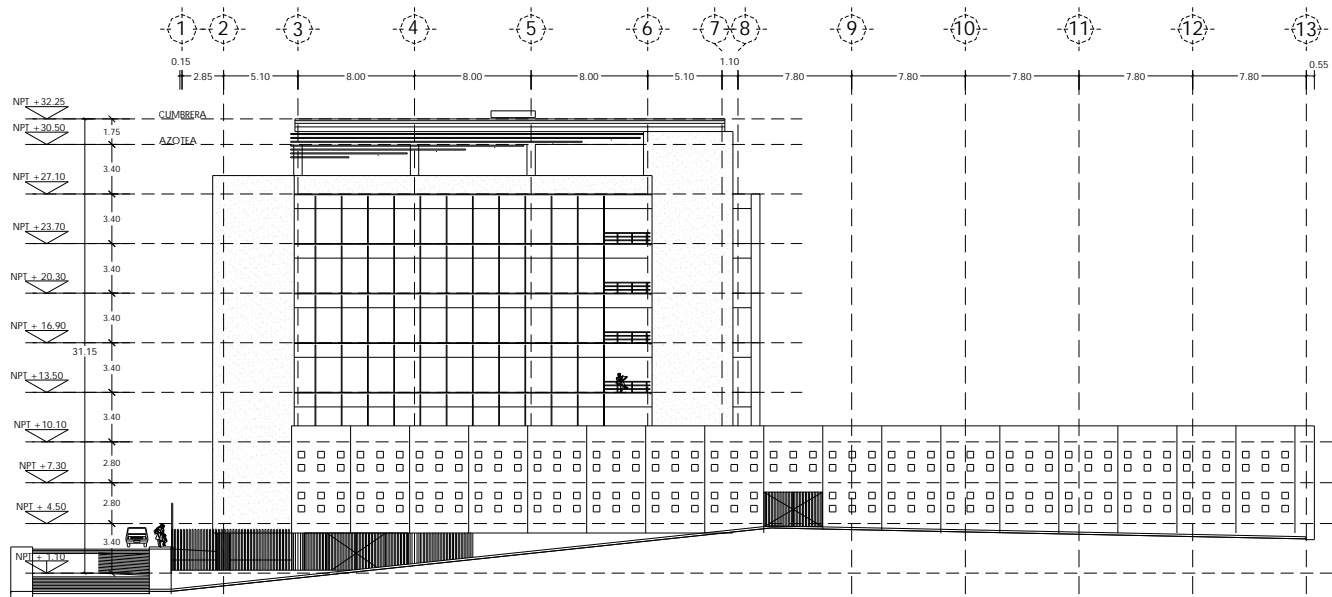 1 2 3 4 5 6 7 8 9 10 11 12 13
0.15 1.10 0.55
2.85 5.10 8.00 8.00 8.00 5.10 7.80 7.80 7.80 7.80 7.80
NPT +32.25
CUMBRERA
1.75
NPT +30.50
AZOTEA
3.40
NPT +27.10
3.40
NPT +23.70
3.40
NPT + 20.30
3.40
NPT + 16.90
31.15
3.40
NPT +13.50
3.40
NPT +10.10
2.80
NPT +7.30
2.80
NPT + 4.50
3.40
NPT + 1.10